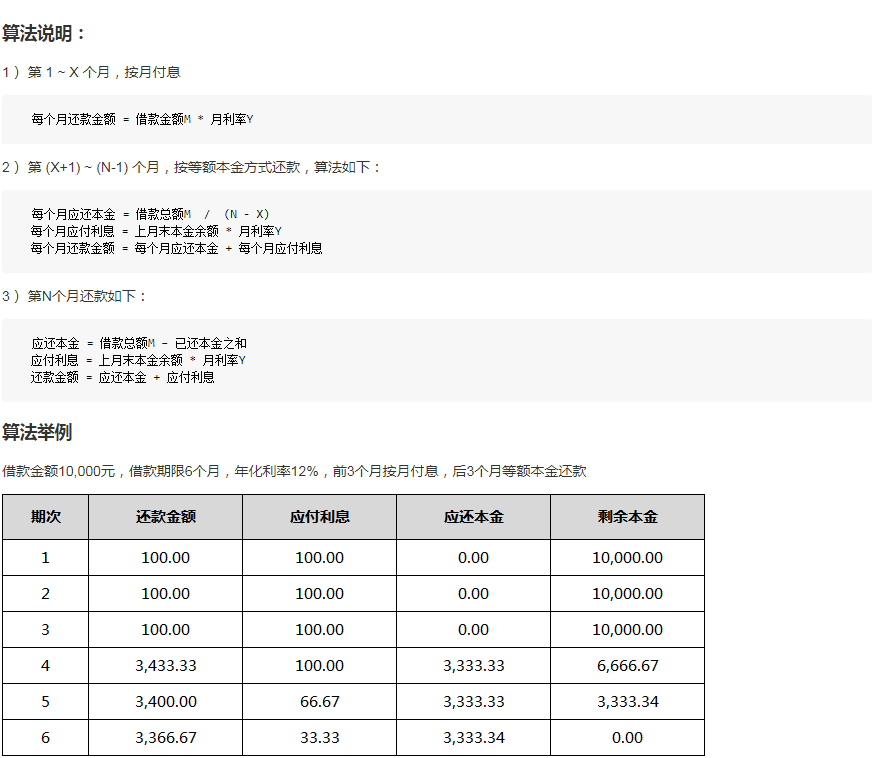 算法说明：
1 ） 第 1 ~ X 个月，按月付息
每个月还款金额 = 借款金额M * 月利率Y
2 ） 第 (X+1) ~ (N-1) 个月，按等额本金方式还款，算法如下：
每个月应还本金 = 借款总额M / (N - X)
每个月应付利息 = 上月末本金余额 * 月利率Y
每个月还款金额 = 每个月应还本金 + 每个月应付利息
3 ） 第N个月还款如下：
应还本金 = 借款总额M - 已还本金之和
应付利息 = 上月末本金余额 * 月利率Y
还款金额 = 应还本金 + 应付利息
算法举例
借款金额10,000元，借款期限6个月，年化利率12%，前3个月按月付息，后3个月等额本金还款
期次 还款金额 应付利息 应还本金 剩余本金
1 100.00 100.00 0.00 10,000.00
2 100.00 100.00 0.00 10,000.00
3 100.00 100.00 0.00 10,000.00
4 3,433.33 100.00 3,333.33 6,666.67
5 3,400.00 66.67 3,333.33 3,333.34
6 3,366.67 33.33 3,333.34 0.00